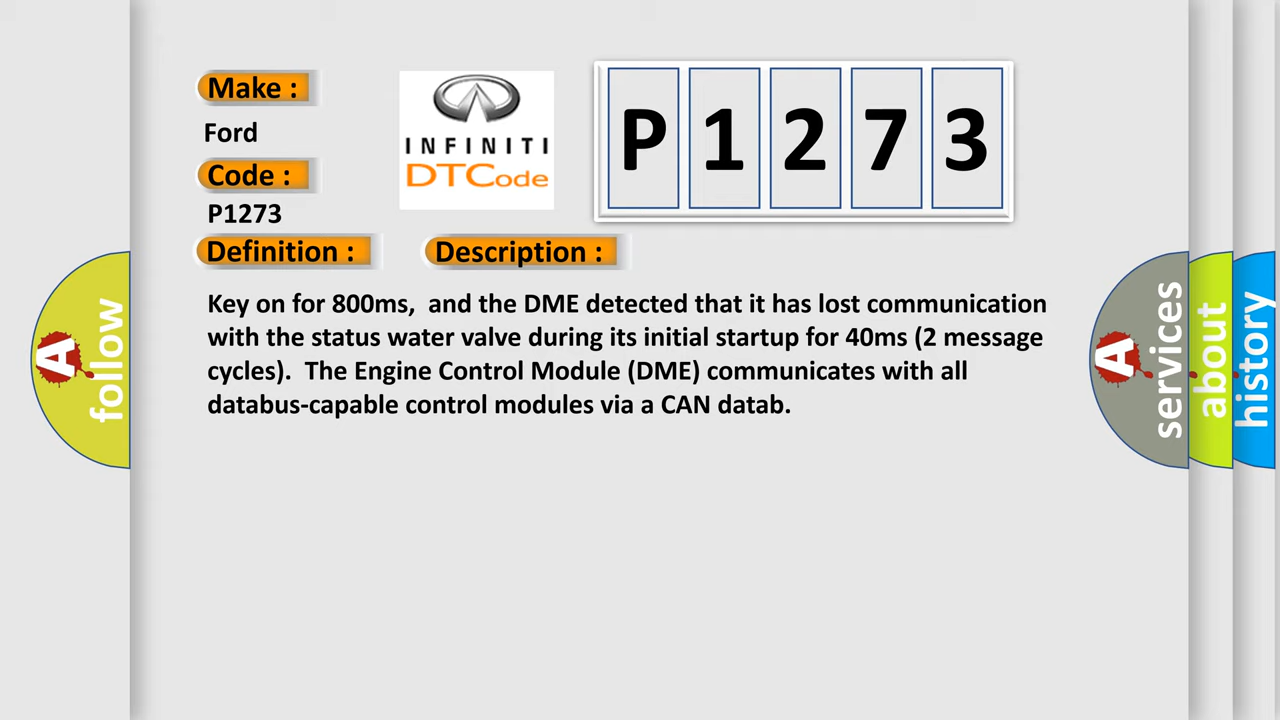 Make :
Ford
Code :
P1273
INFINITI
DTCode
P 1 2 7 3
Definition :
Description :
Key on for 800ms,  and the DME detected that it has lost communication
with the status water valve during its initial startup for 40ms (2 message
cycles).  The Engine Control Module (DME) communicates with all
databus-capable control modules via a CAN datab.
A follow
A services
about
history